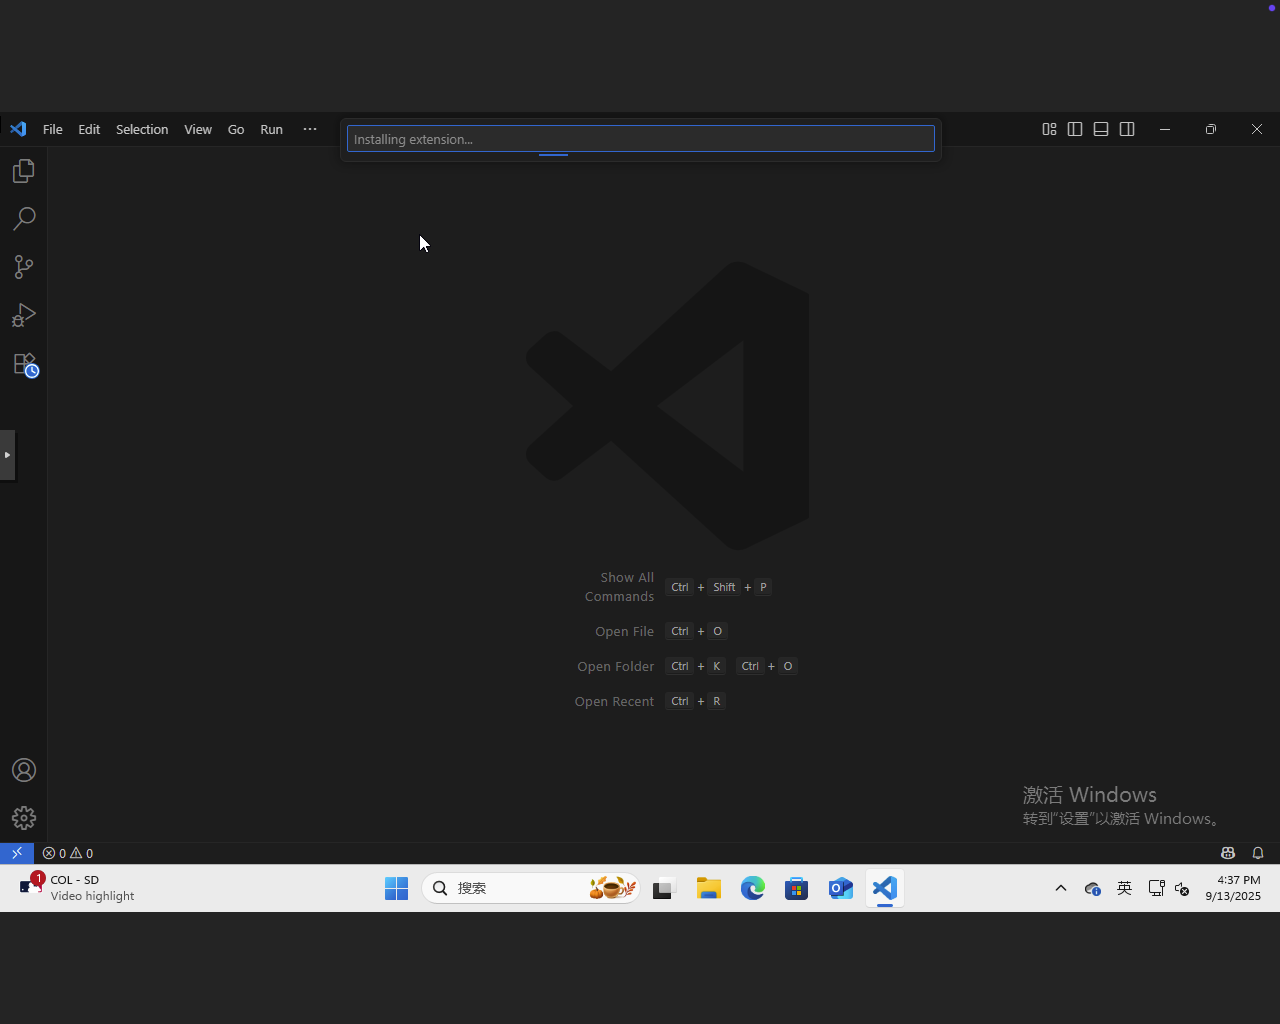 File Edit Selection View Go Run ...
Installing extension...
Show All
Commands
Ctrl + Shift + P
Open File Ctrl + O
Open Folder Ctrl + K Ctrl + O
Open Recent Ctrl + R
激活 Windows
转到“设置”以激活 Windows。
0 0
1
COL - SD
Video highlight
搜索
英
4:37 PM
9/13/2025